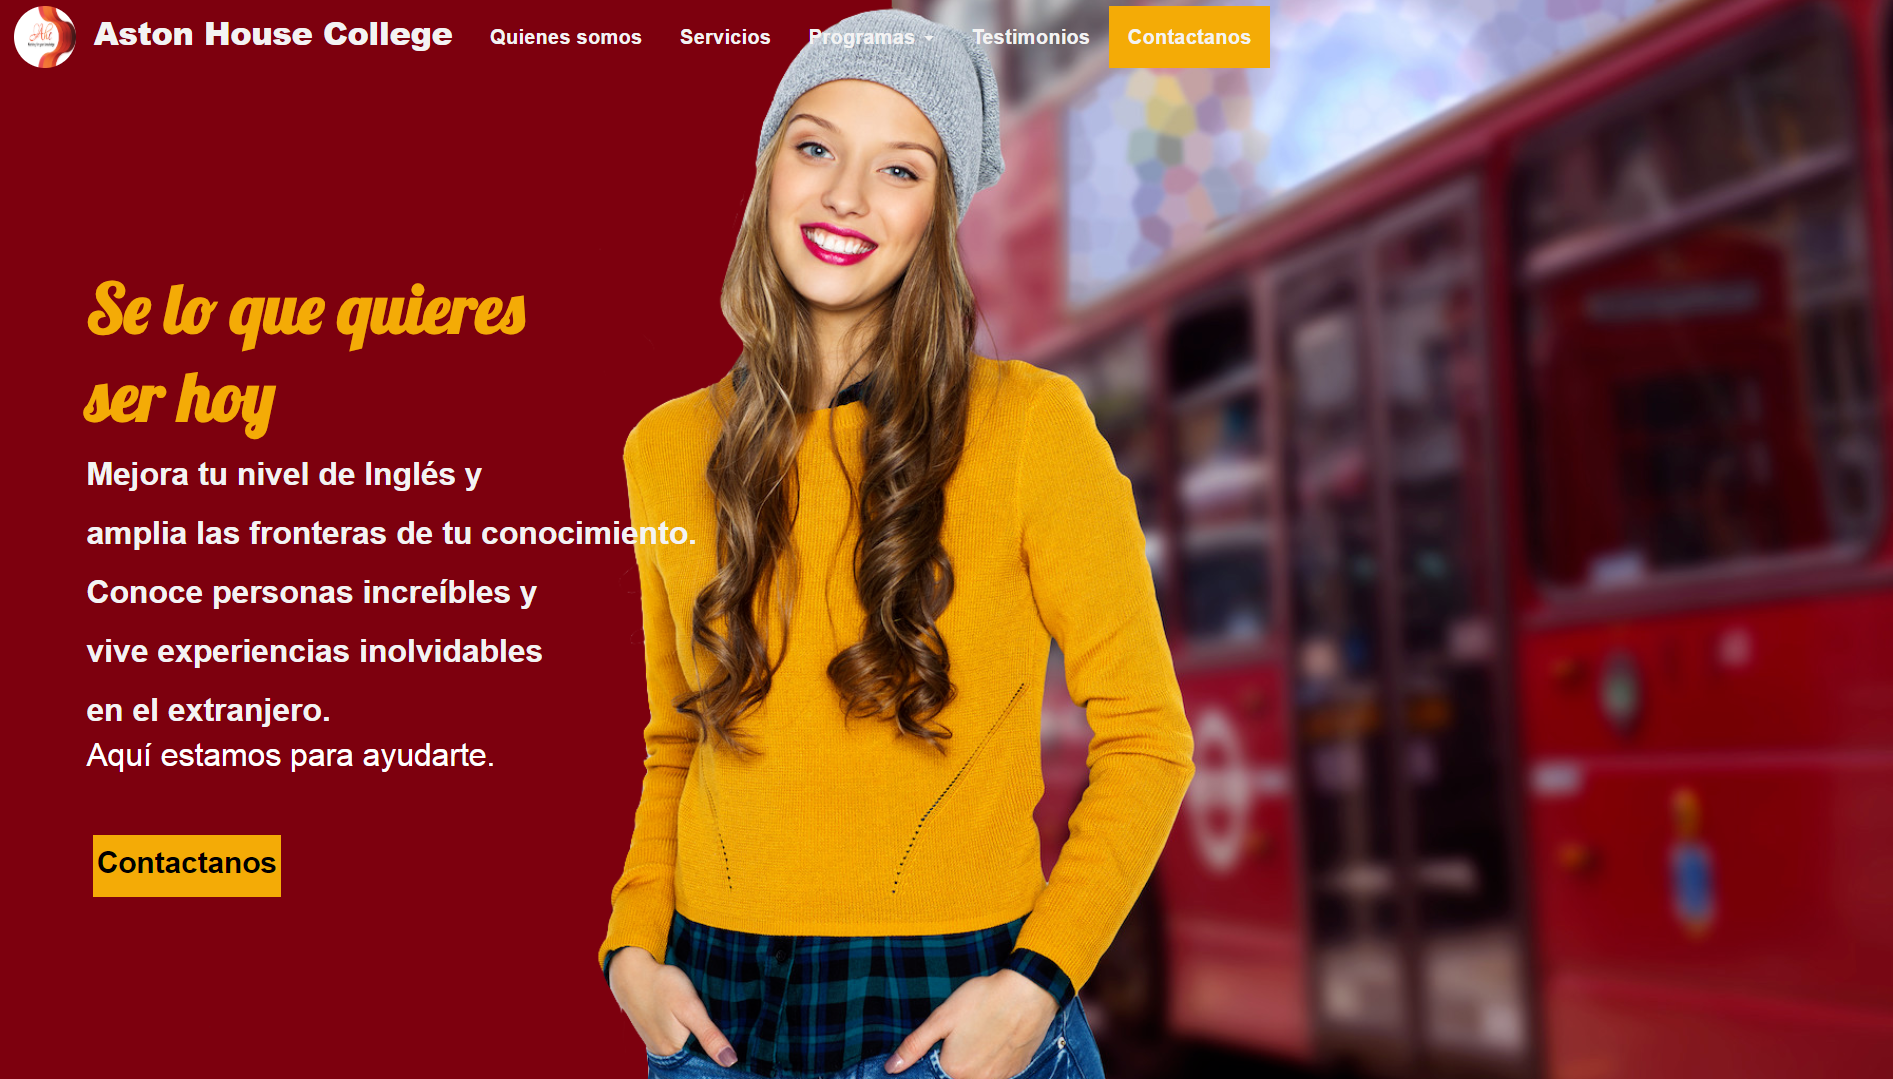 Aston House College
Quienes somos
Servicios
Programas
Testimonios
Contactanos
Se lo que quieres
ser hoy
Mejora tu nivel de Inglés y
amplia las fronteras de tu conocimiento.
Conoce personas increíbles y
vive experiencias inolvidables
en el extranjero.
Aquí estamos para ayudarte.
Contactanos